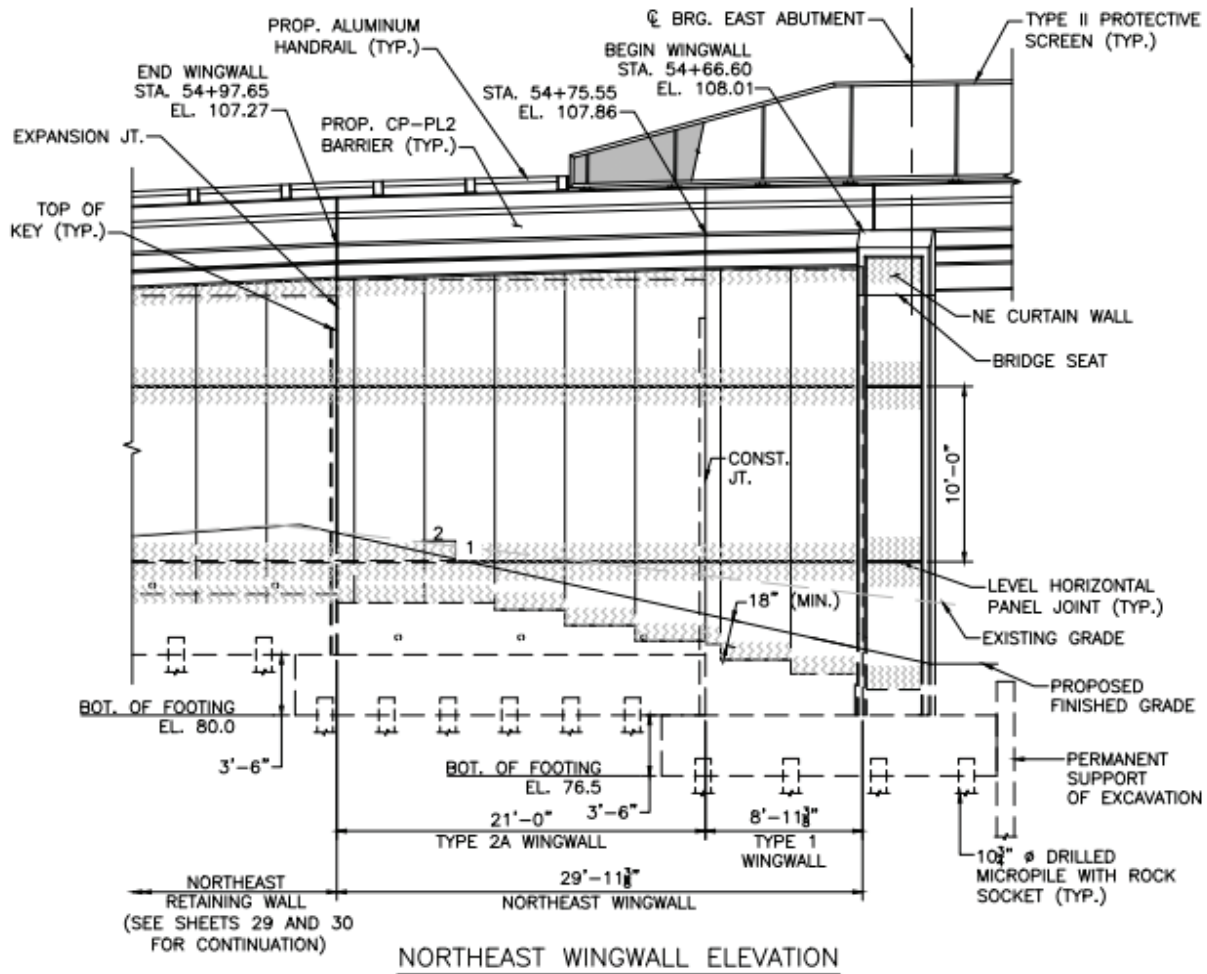 ℄ BRG. EAST ABUTMENT
TYPE II PROTECTIVE
SCREEN (TYP.)
PROP. ALUMINUM
HANDRAIL (TYP.)
BEGIN WINGWALL
STA. 54+66.60
EL. 108.01
END WINGWALL
STA. 54+97.65
EL. 107.27
STA. 54+75.55
EL. 107.86
EXPANSION JT.
PROP. CP-PL2
BARRIER (TYP.)
TOP OF
KEY (TYP.)
NE CURTAIN WALL
BRIDGE SEAT
CONST.
JT.
10'-0"
2
1
LEVEL HORIZONTAL
PANEL JOINT (TYP.)
18" (MIN.)
EXISTING GRADE
PROPOSED
FINISHED GRADE
BOT. OF FOOTING
EL. 80.0
3'-6"
BOT. OF FOOTING
EL. 76.5
3'-6"
PERMANENT
SUPPORT
OF EXCAVATION
21'-0"
TYPE 2A WINGWALL
8'-11⅜"
TYPE 1
WINGWALL
10¾" ø DRILLED
MICROPILE WITH ROCK
SOCKET (TYP.)
29'-11⅜"
NORTHEAST WINGWALL
NORTHEAST
RETAINING WALL
(SEE SHEETS 29 AND 30
FOR CONTINUATION)
NORTHEAST WINGWALL ELEVATION